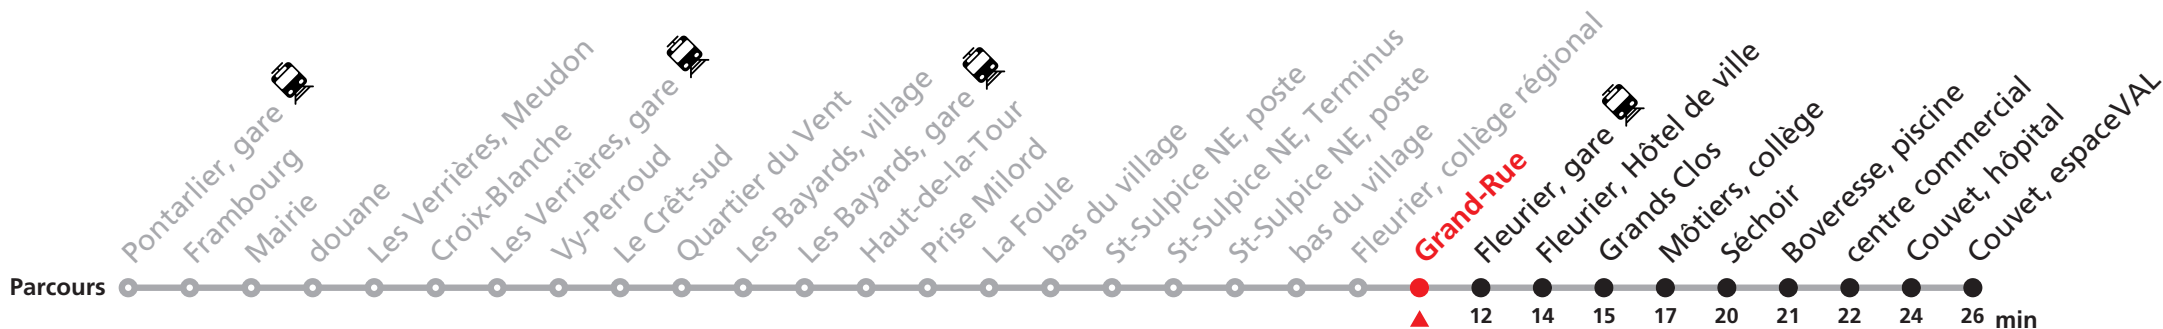 Pontarlier, gare
Frambourg
Mairie
douane
Les Verrières, Meudon
Croix-Blanche
Les Verrières, gare
Vy-Perroud
Le Crêt-sud
Quartier du Vent
Les Bayards, village
Les Bayards, gare
Haut-de-la-Tour
Prise Milord
La Foule
bas du village
St-Sulpice NE, poste
St-Sulpice NE, Terminus
St-Sulpice NE, poste
bas du village
Fleurier, collège régional
Grand-Rue
Fleurier, gare
Fleurier, Hôtel de ville
Grands Clos
Môtiers, collège
Séchoir
Boveresse, piscine
centre commercial
Couvet, hôpital
Couvet, espaceVAL
Parcours
12 14 15 17 20 21 22 24 26 min